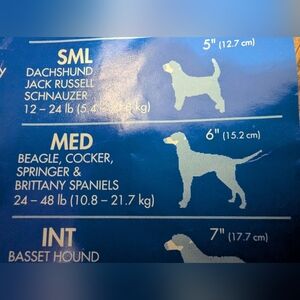 SML
5" (12.7 cm)
DACHSHUND
JACK RUSSELL
SCHNAUZER
12 – 24 lb (5.4 kg)
MED
6" (15.2 cm)
BEAGLE, COCKER,
SPRINGER &
BRITTANY SPANIELS
24 – 48 lb (10.8 – 21.7 kg)
INT
7" (17.7 cm)
BASSET HOUND